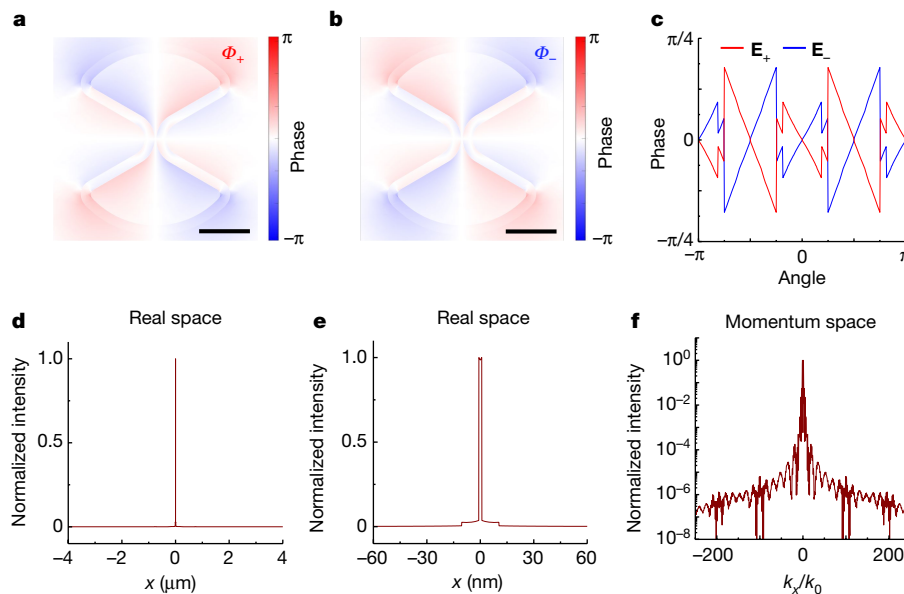 a
Φ+
π
Phase
−π
b
Φ−
π
Phase
−π
c
π/4
E+ E−
Phase
0
−π/4
−π 0 π
Angle
d
Real space
Normalized intensity
1.0
0.5
0
−4 −2 0 2 4
x (μm)
e
Real space
Normalized intensity
1.0
0.5
0
−60 −30 0 30 60
x (nm)
f
Momentum space
Normalized intensity
10⁰
10⁻²
10⁻⁴
10⁻⁶
10⁻⁸
−200 0 200
kx/k0